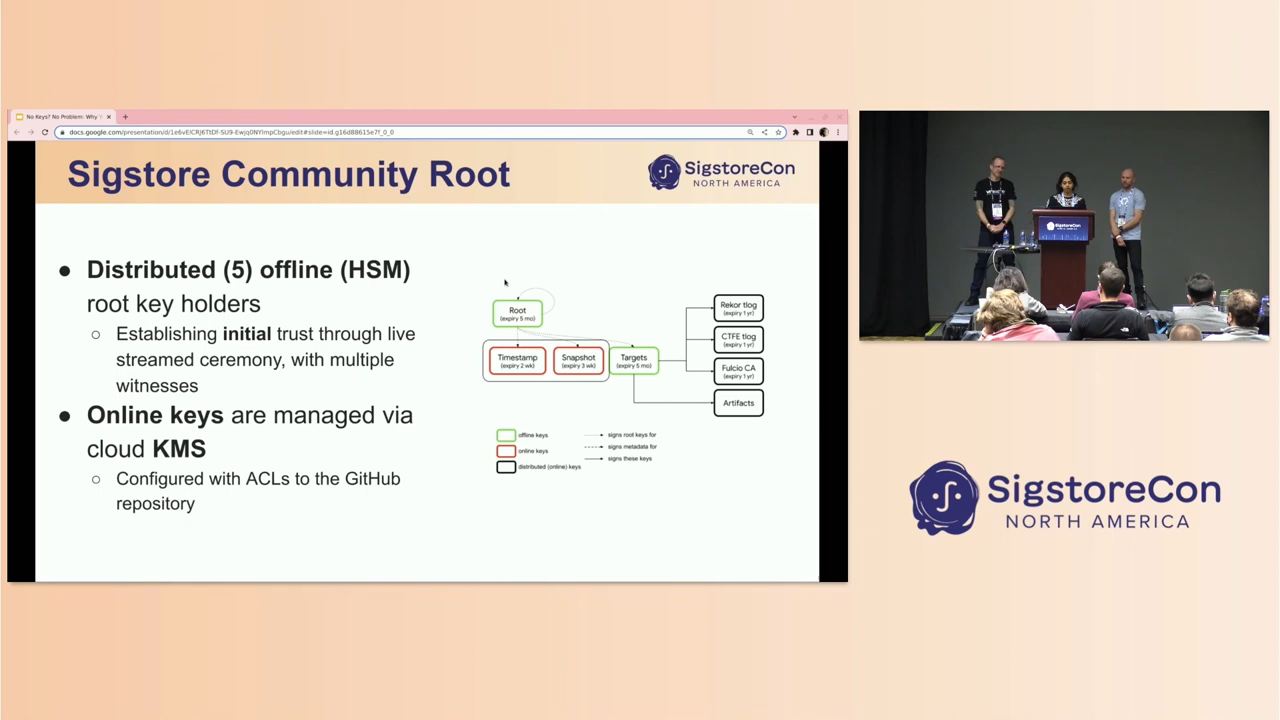 No Keys? No Problem: Why
docs.google.com/presentation/d/1e6vEICRJ6TtDf-SU9-Ewjq0NYImpCbgu/edit#slide=id.g16d88615e7f_0_0
Sigstore Community Root
SigstoreCon
NORTH AMERICA
● Distributed (5) offline (HSM)
root key holders
○ Establishing initial trust through live
streamed ceremony, with multiple
witnesses
● Online keys are managed via
cloud KMS
○ Configured with ACLs to the GitHub
repository
Root
(expiry 5 mo)
Timestamp
(expiry 2 wk)
Snapshot
(expiry 3 wk)
Targets
(expiry 5 mo)
Rekor tlog
(expiry 1 yr)
CTFE tlog
(expiry 1 yr)
Fulcio CA
(expiry 1 yr)
Artifacts
offline keys
online keys
distributed (online) keys
signs root keys for
signs metadata for
signs these keys
SigstoreCon
NORTH AMERICA